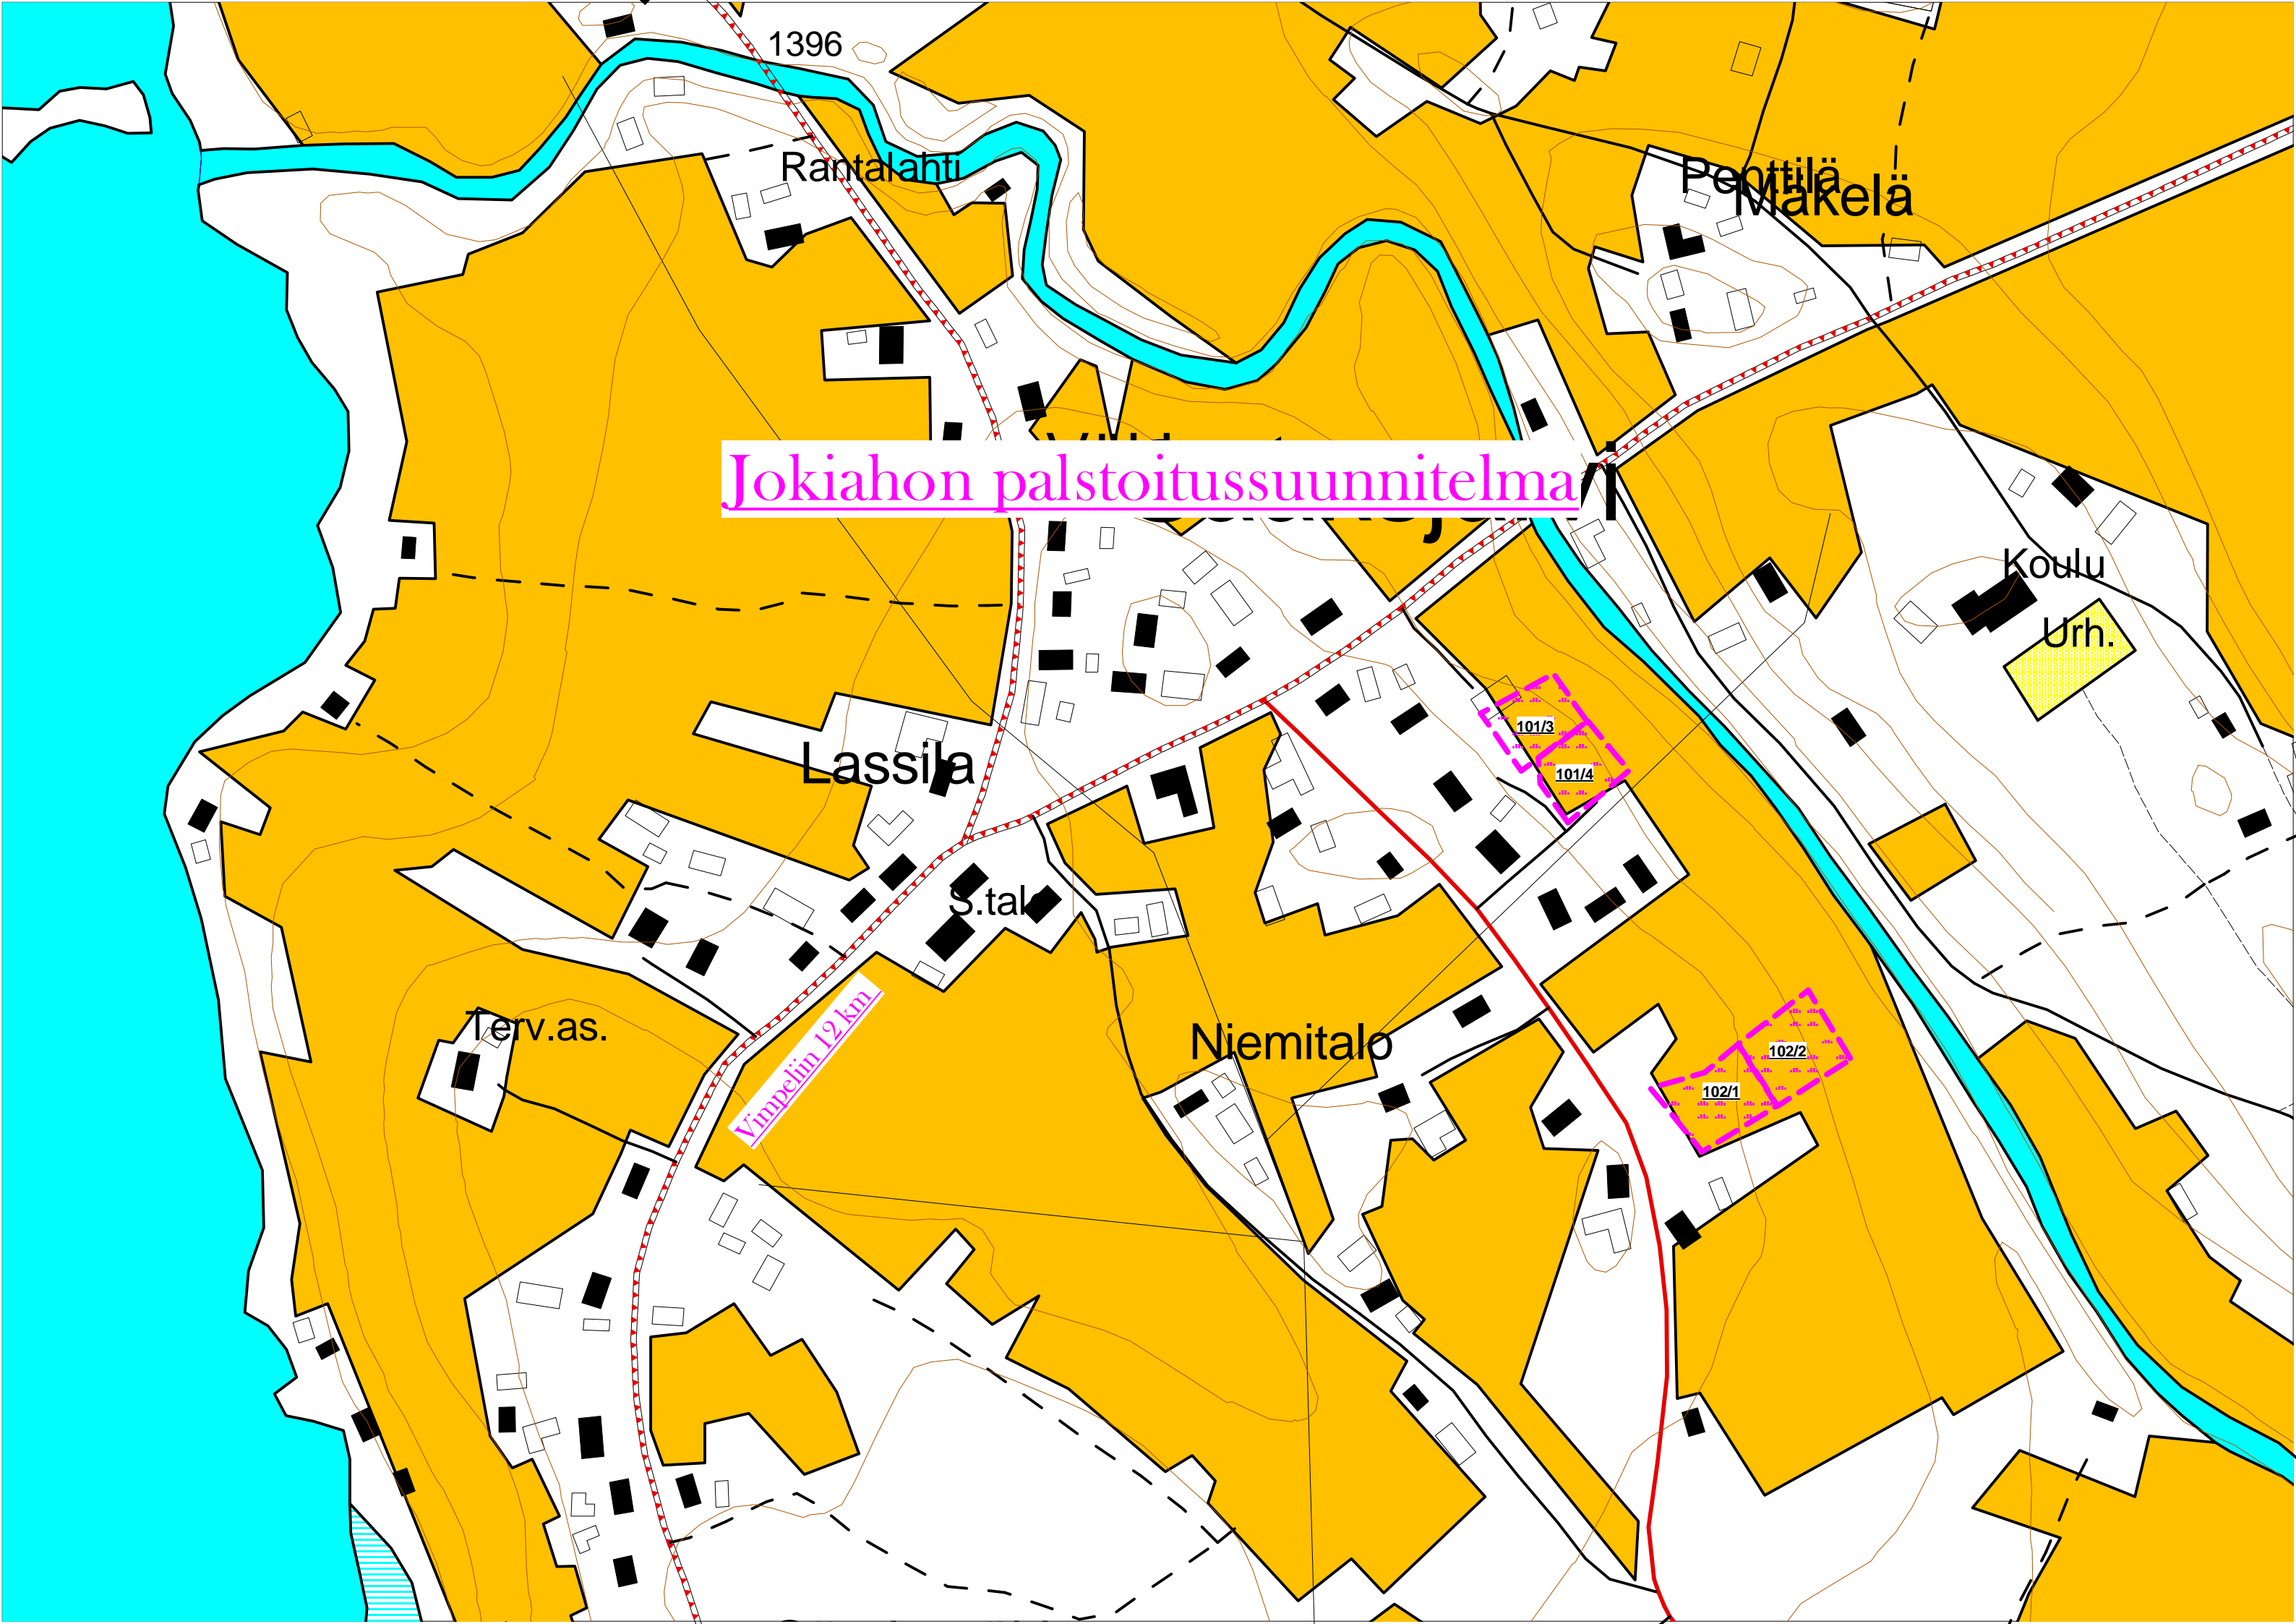 1396
Rantalahti
Penttilä
Mäkelä
Jokiahon palstoitussuunnitelma
Koulu
Urh.
101/3
Lassila
101/4
Terv.as.
Niemitalo
Vimpeliin 12 km
102/2
102/1